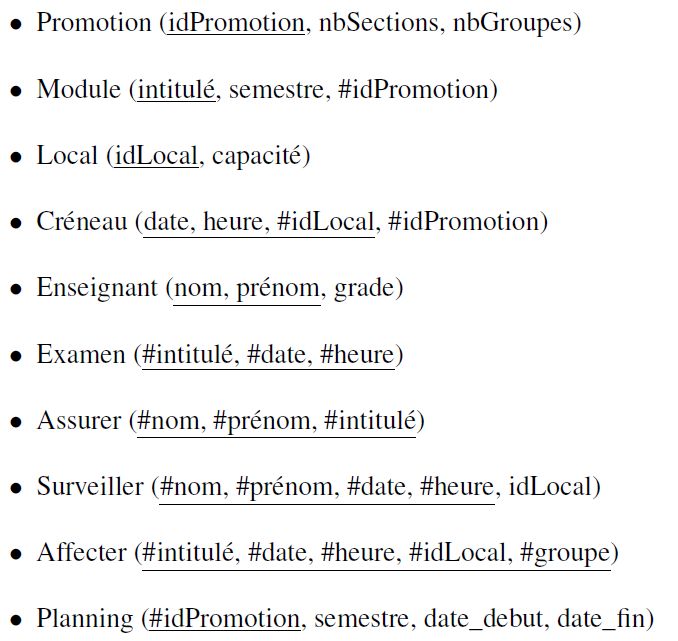 • Promotion (idPromotion, nbSections, nbGroupes)
• Module (intitulé, semestre, #idPromotion)
• Local (idLocal, capacité)
• Créneau (date, heure, #idLocal, #idPromotion)
• Enseignant (nom, prénom, grade)
• Examen (#intitulé, #date, #heure)
• Assurer (#nom, #prénom, #intitulé)
• Surveiller (#nom, #prénom, #date, #heure, idLocal)
• Affecter (#intitulé, #date, #heure, #idLocal, #groupe)
• Planning (#idPromotion, semestre, date_debut, date_fin)